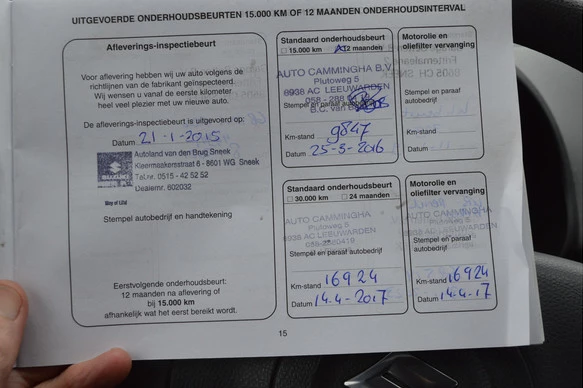 UITGEVOERDE ONDERHOUDSBEURTEN 15.000 KM OF 12 MAANDEN ONDERHOUDSINTERVAL
Afleverings-inspectiebeurt
Voor aflevering hebben wij uw auto volgens de
richtlijnen van de fabrikant geïnspecteerd.
Wij wensen u vanaf de eerste kilometer,
heel veel plezier met uw nieuwe auto.
De afleverings-inspectiebeurt is uitgevoerd op:
Datum 21-1-2015
SUZUKI
Way of Life!
Autoland van den Brug Sneek
Kleermaakersstraat 6 - 8601 WG Sneek
Tel.nr. 0515 - 42 52 52
Dealernr. 602032
Stempel autobedrijf en handtekening
Eerstvolgende onderhoudsbeurt:
12 maanden na aflevering of
bij 15.000 km
afhankelijk wat het eerst bereikt wordt.
Standaard onderhoudsbeurt
15.000 km 12 maanden
AUTO CAMMINGHA B.V.
Plutoweg 5
8938 AC LEEUWARDEN
058 - 288
Stempel en paraaf autobedrijf
Km-stand 9847
Datum 25-5-2016
Motorolie en
oliefilter vervanging
Stempel en paraaf
autobedrijf
Km-stand
Datum
Standaard onderhoudsbeurt
30.000 km 24 maanden
AUTO CAMMINGHA
Plutoweg 5
8938 AC LEEUWARDEN
Stempel en paraaf autobedrijf
Km-stand 16924
Datum 14-4-2017
Motorolie en
oliefilter vervanging
AUTO CAMMINGHA
Stempel en paraaf
autobedrijf
Km-stand 16924
Datum 14-4-17
15